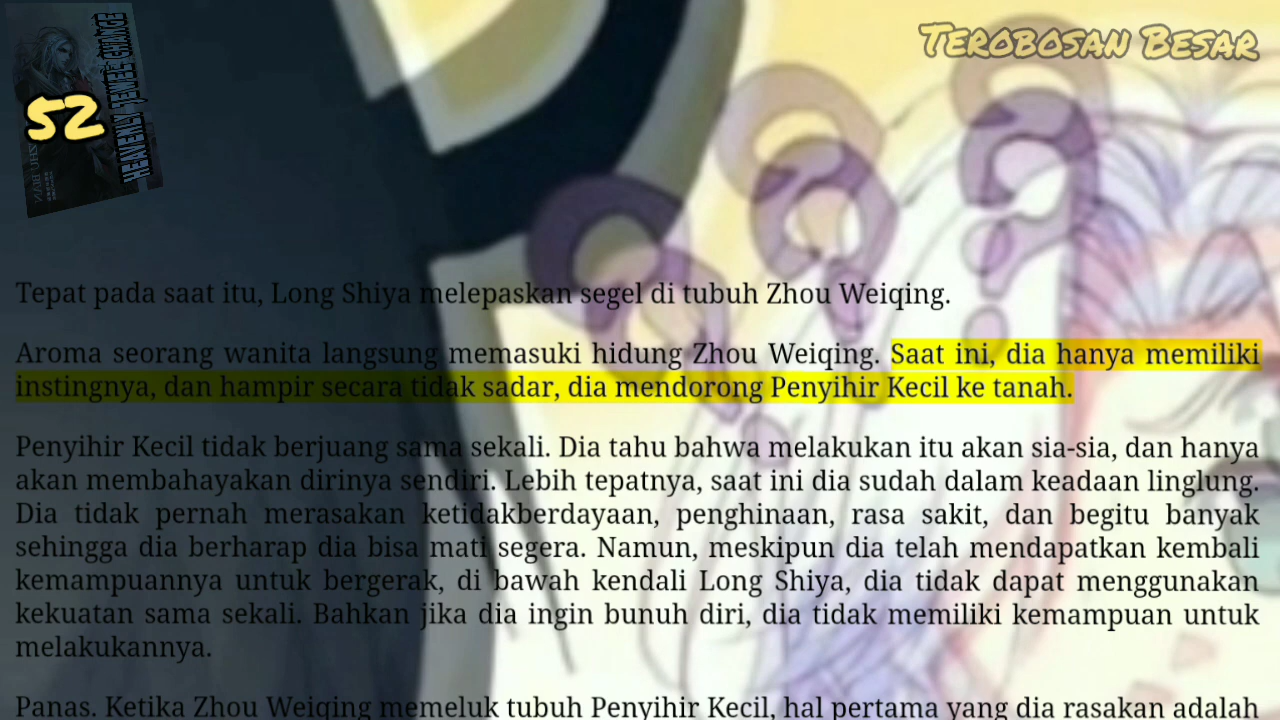 HEAVENLY JEWEL CHANGE
52
TEROBOSAN BESAR
Tepat pada saat itu, Long Shiya melepaskan segel di tubuh Zhou Weiqing.
Aroma seorang wanita langsung memasuki hidung Zhou Weiqing. Saat ini, dia hanya memiliki
instingnya, dan hampir secara tidak sadar, dia mendorong Penyihir Kecil ke tanah.
Penyihir Kecil tidak berjuang sama sekali. Dia tahu bahwa melakukan itu akan sia-sia, dan hanya
akan membahayakan dirinya sendiri. Lebih tepatnya, saat ini dia sudah dalam keadaan linglung.
Dia tidak pernah merasakan ketidakberdayaan, penghinaan, rasa sakit, dan begitu banyak
sehingga dia berharap dia bisa mati segera. Namun, meskipun dia telah mendapatkan kembali
kemampuannya untuk bergerak, di bawah kendali Long Shiya, dia tidak dapat menggunakan
kekuatan sama sekali. Bahkan jika dia ingin bunuh diri, dia tidak memiliki kemampuan untuk
melakukannya.
Panas. Ketika Zhou Weiqing memeluk tubuh Penyihir Kecil, hal pertama yang dia rasakan adalah